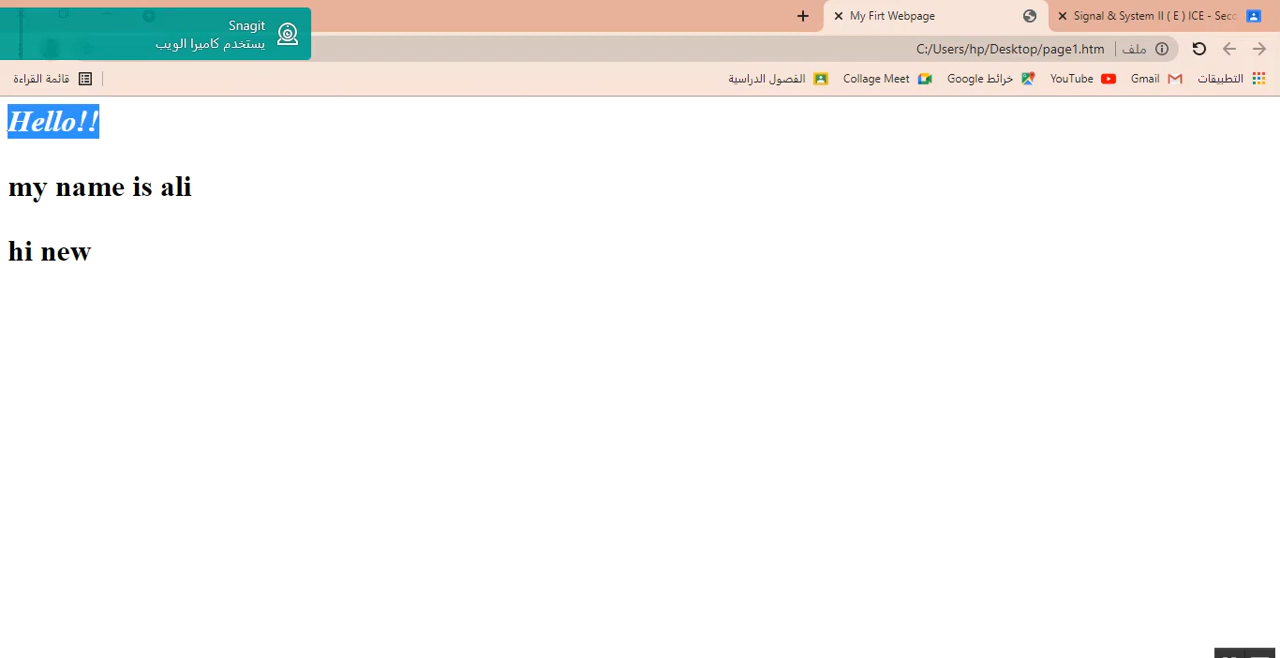 Snagit
يستخدم كاميرا الويب
My Firt Webpage
Signal & System II ( E ) ICE - Seco
C:/Users/hp/Desktop/page1.htm
ملف
التطبيقات
Gmail
YouTube
خرائط Google
Collage Meet
الفصول الدراسية
قائمة القراءة
Hello!!
my name is ali
hi new